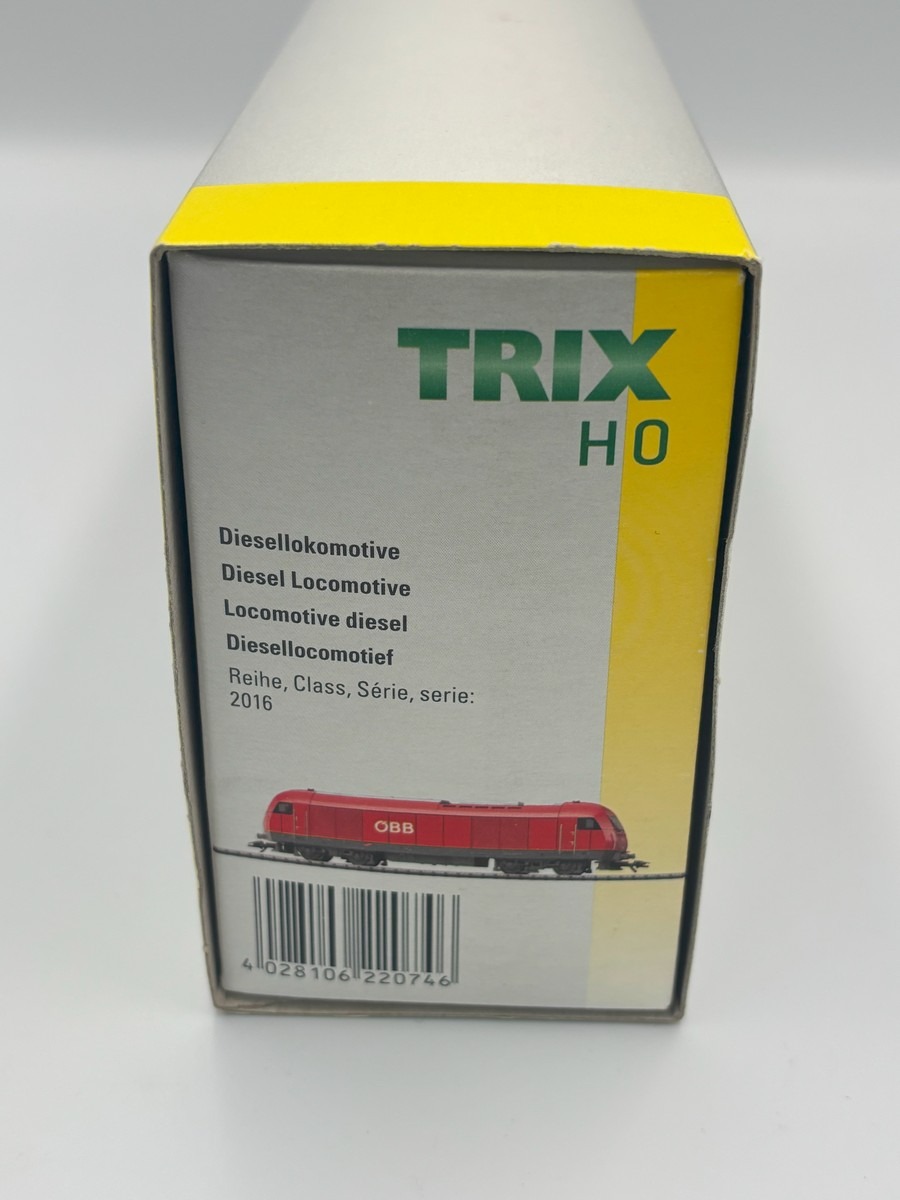 TRIX
H0
Diesellokomotive
Diesel Locomotive
Locomotive diesel
Diesellocomotief
Reihe, Class, Série, serie:
2016
ÖBB
4 028106 220746